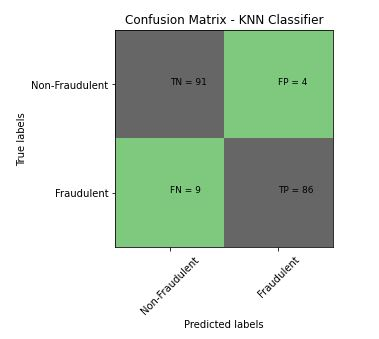 Confusion Matrix - KNN Classifier
True labels
Non-Fraudulent
TN = 91
FP = 4
Fraudulent
FN = 9
TP = 86
Non-Fraudulent
Fraudulent
Predicted labels